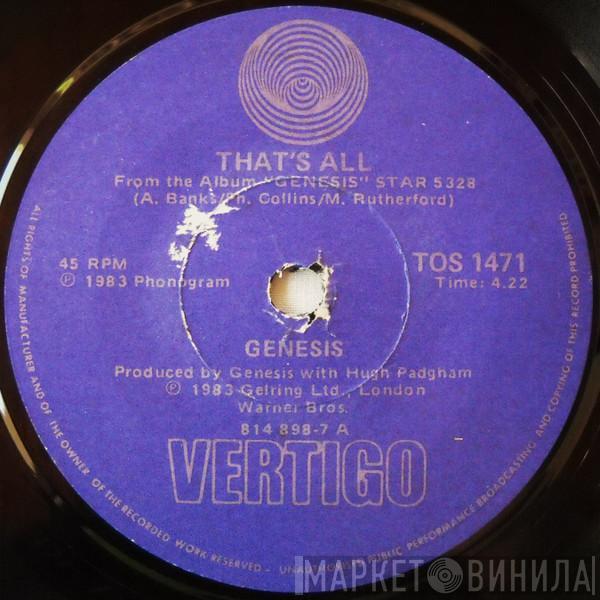 THAT'S ALL
From the Album "GENESIS" STAR 5328
(A. Banks/Ph. Collins/M. Rutherford)
45 RPM
TOS 1471
℗ 1983 Phonogram
Time: 4.22
GENESIS
Produced by Genesis with Hugh Padgham
℗ 1983 Gelring Ltd., London
Warner Bros.
814 898-7 A
VERTIGO
ALL RIGHTS OF MANUFACTURER AND OF THE OWNER OF THE RECORDED WORK RESERVED - UNAUTHORISED PUBLIC PERFORMANCE BROADCASTING AND COPYING OF THIS RECORD PROHIBITED
МАРКЕТ ВИНИЛА